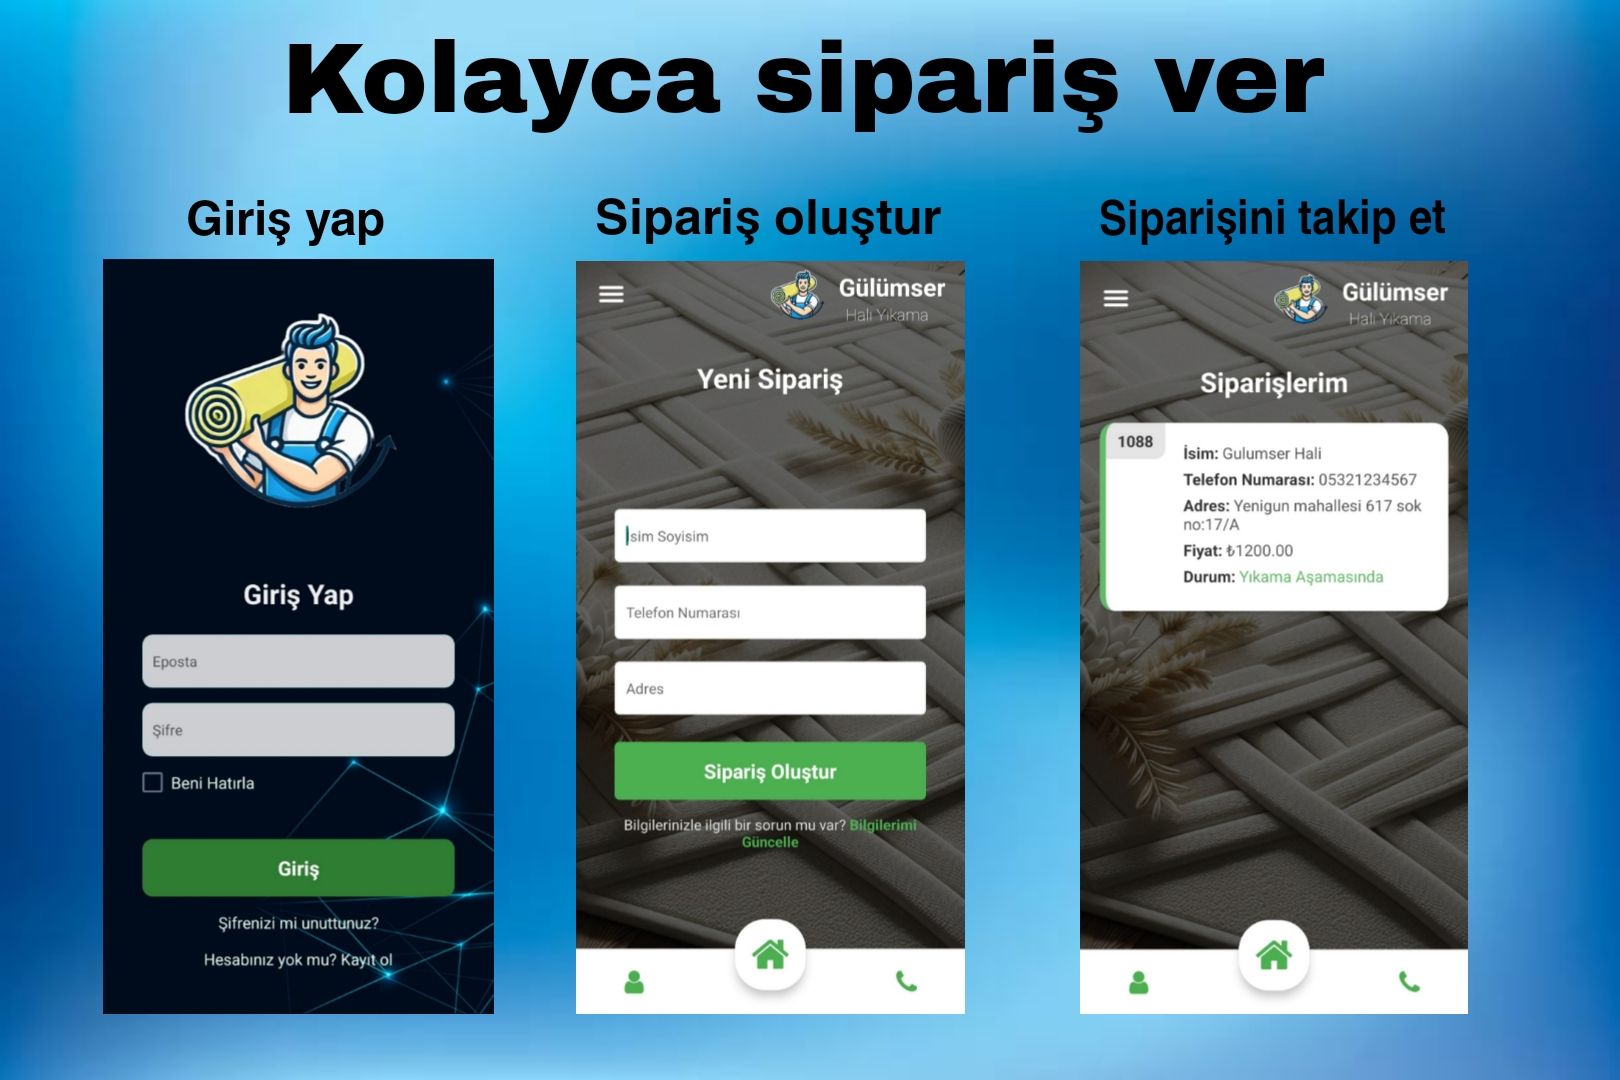 Kolayca sipariş ver
Giriş yap
Giriş Yap
Eposta
Şifre
Beni Hatırla
Giriş
Şifrenizi mi unuttunuz?
Hesabınız yok mu? Kayıt ol
Sipariş oluştur
Gülümser
Halı Yıkama
Yeni Sipariş
İsim Soyisim
Telefon Numarası
Adres
Sipariş Oluştur
Bilgilerinizle ilgili bir sorun mu var? Bilgilerimi
Güncelle
Siparişini takip et
Gülümser
Halı Yıkama
Siparişlerim
1088
İsim: Gulumser Hali
Telefon Numarası: 05321234567
Adres: Yenigun mahallesi 617 sok
no:17/A
Fiyat: ₺1200.00
Durum: Yıkama Aşamasında